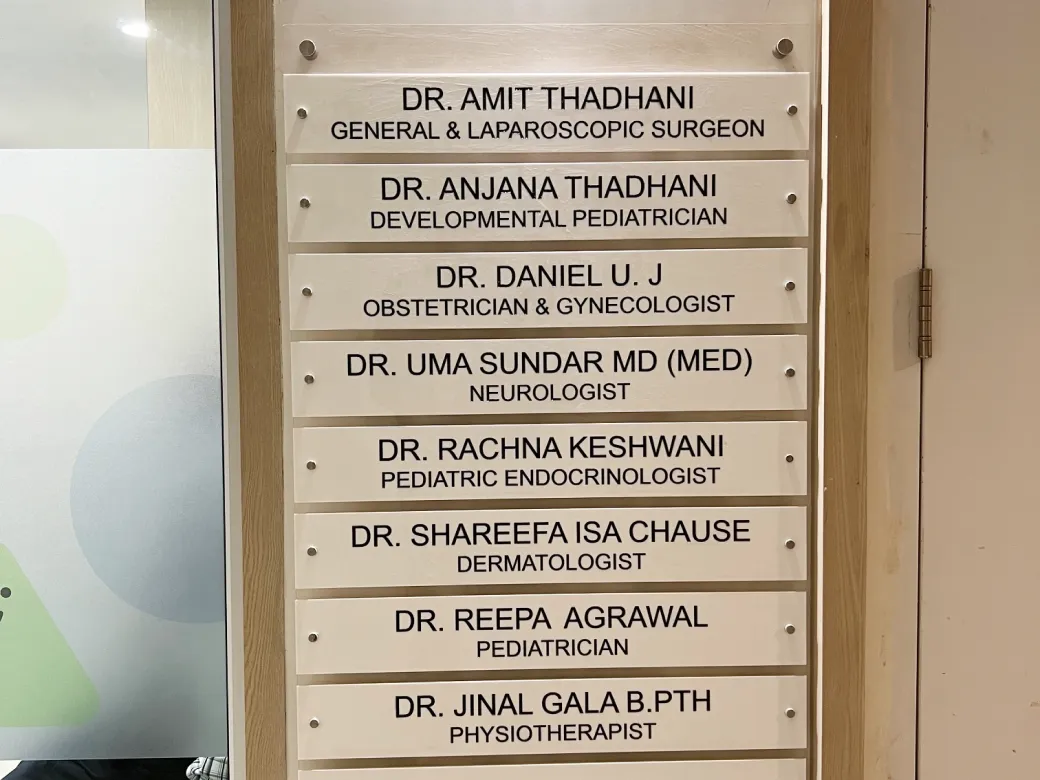 DR. AMIT THADHANI
GENERAL & LAPAROSCOPIC SURGEON
DR. ANJANA THADHANI
DEVELOPMENTAL PEDIATRICIAN
DR. DANIEL U. J
OBSTETRICIAN & GYNECOLOGIST
DR. UMA SUNDAR MD (MED)
NEUROLOGIST
DR. RACHNA KESHWANI
PEDIATRIC ENDOCRINOLOGIST
DR. SHAREEFA ISA CHAUSE
DERMATOLOGIST
DR. REEPA AGRAWAL
PEDIATRICIAN
DR. JINAL GALA B.PTH
PHYSIOTHERAPIST